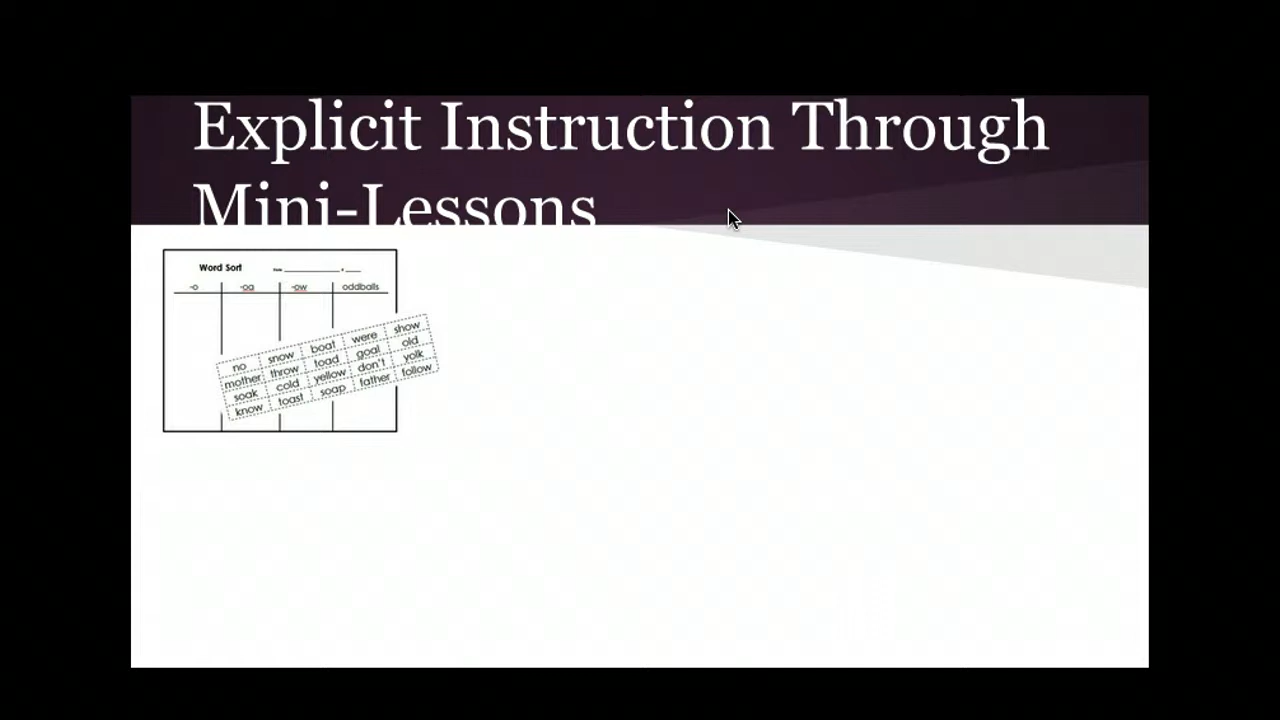 Explicit Instruction Through
Mini-Lessons
Word Sort
-o -oa -ow oddballs
no snow boat were show
mother throw toad goal old
soak cold yellow don't yolk
know toast soap father follow